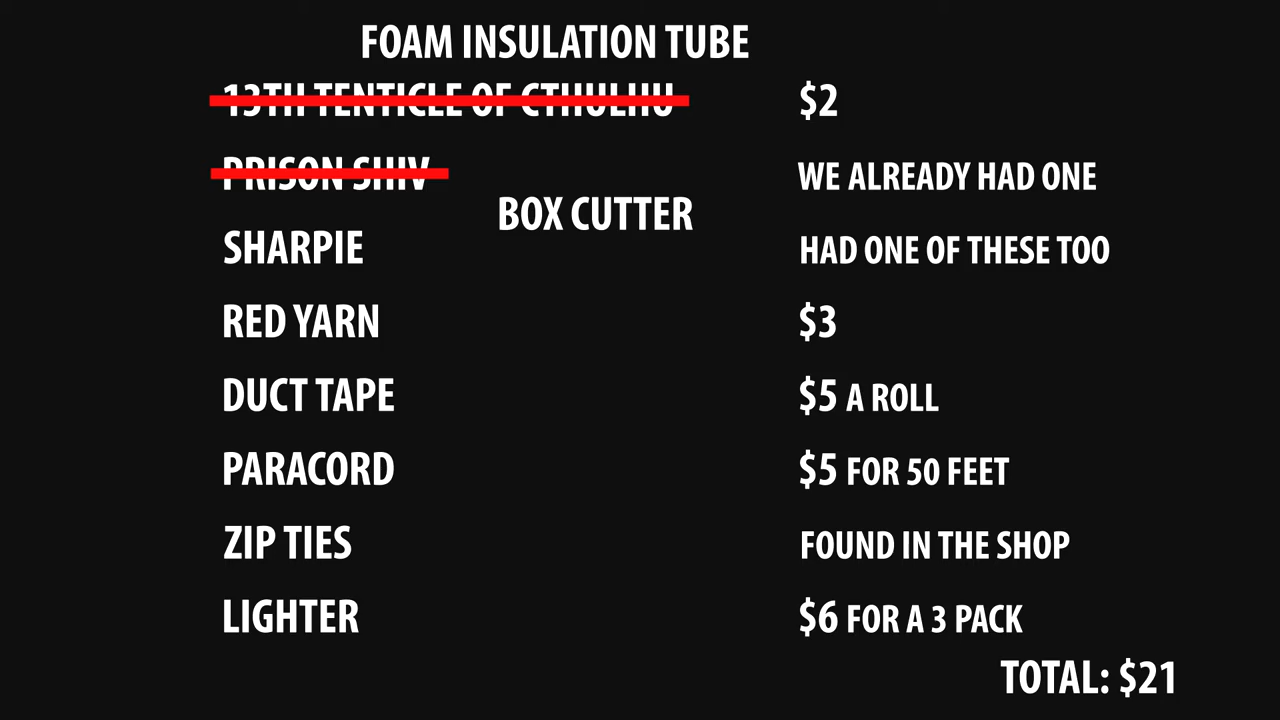 FOAM INSULATION TUBE
13TH TENTICLE OF CTHULHU $2
PRISON SHIV WE ALREADY HAD ONE
BOX CUTTER
SHARPIE HAD ONE OF THESE TOO
RED YARN $3
DUCT TAPE $5 A ROLL
PARACORD $5 FOR 50 FEET
ZIP TIES FOUND IN THE SHOP
LIGHTER $6 FOR A 3 PACK
TOTAL: $21